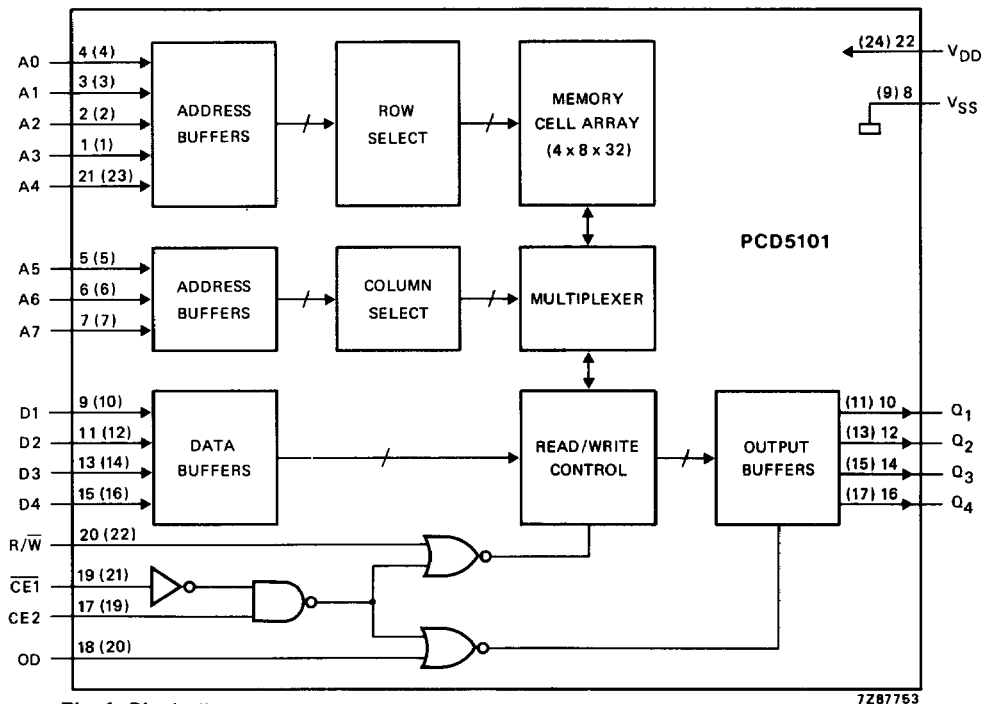 A0 4 (4)
A1 3 (3)
A2 2 (2)
A3 1 (1)
A4 21 (23)
ADDRESS
BUFFERS
ROW
SELECT
MEMORY
CELL ARRAY
(4 x 8 x 32)
(24) 22 VDD
(9) 8 VSS
PCD5101
A5 5 (5)
A6 6 (6)
A7 7 (7)
ADDRESS
BUFFERS
COLUMN
SELECT
MULTIPLEXER
D1 9 (10)
D2 11 (12)
D3 13 (14)
D4 15 (16)
DATA
BUFFERS
READ/WRITE
CONTROL
OUTPUT
BUFFERS
(11) 10 Q1
(13) 12 Q2
(15) 14 Q3
(17) 16 Q4
R/W̅ 20 (22)
C̅E̅1̅ 19 (21)
CE2 17 (19)
OD 18 (20)
7Z87753